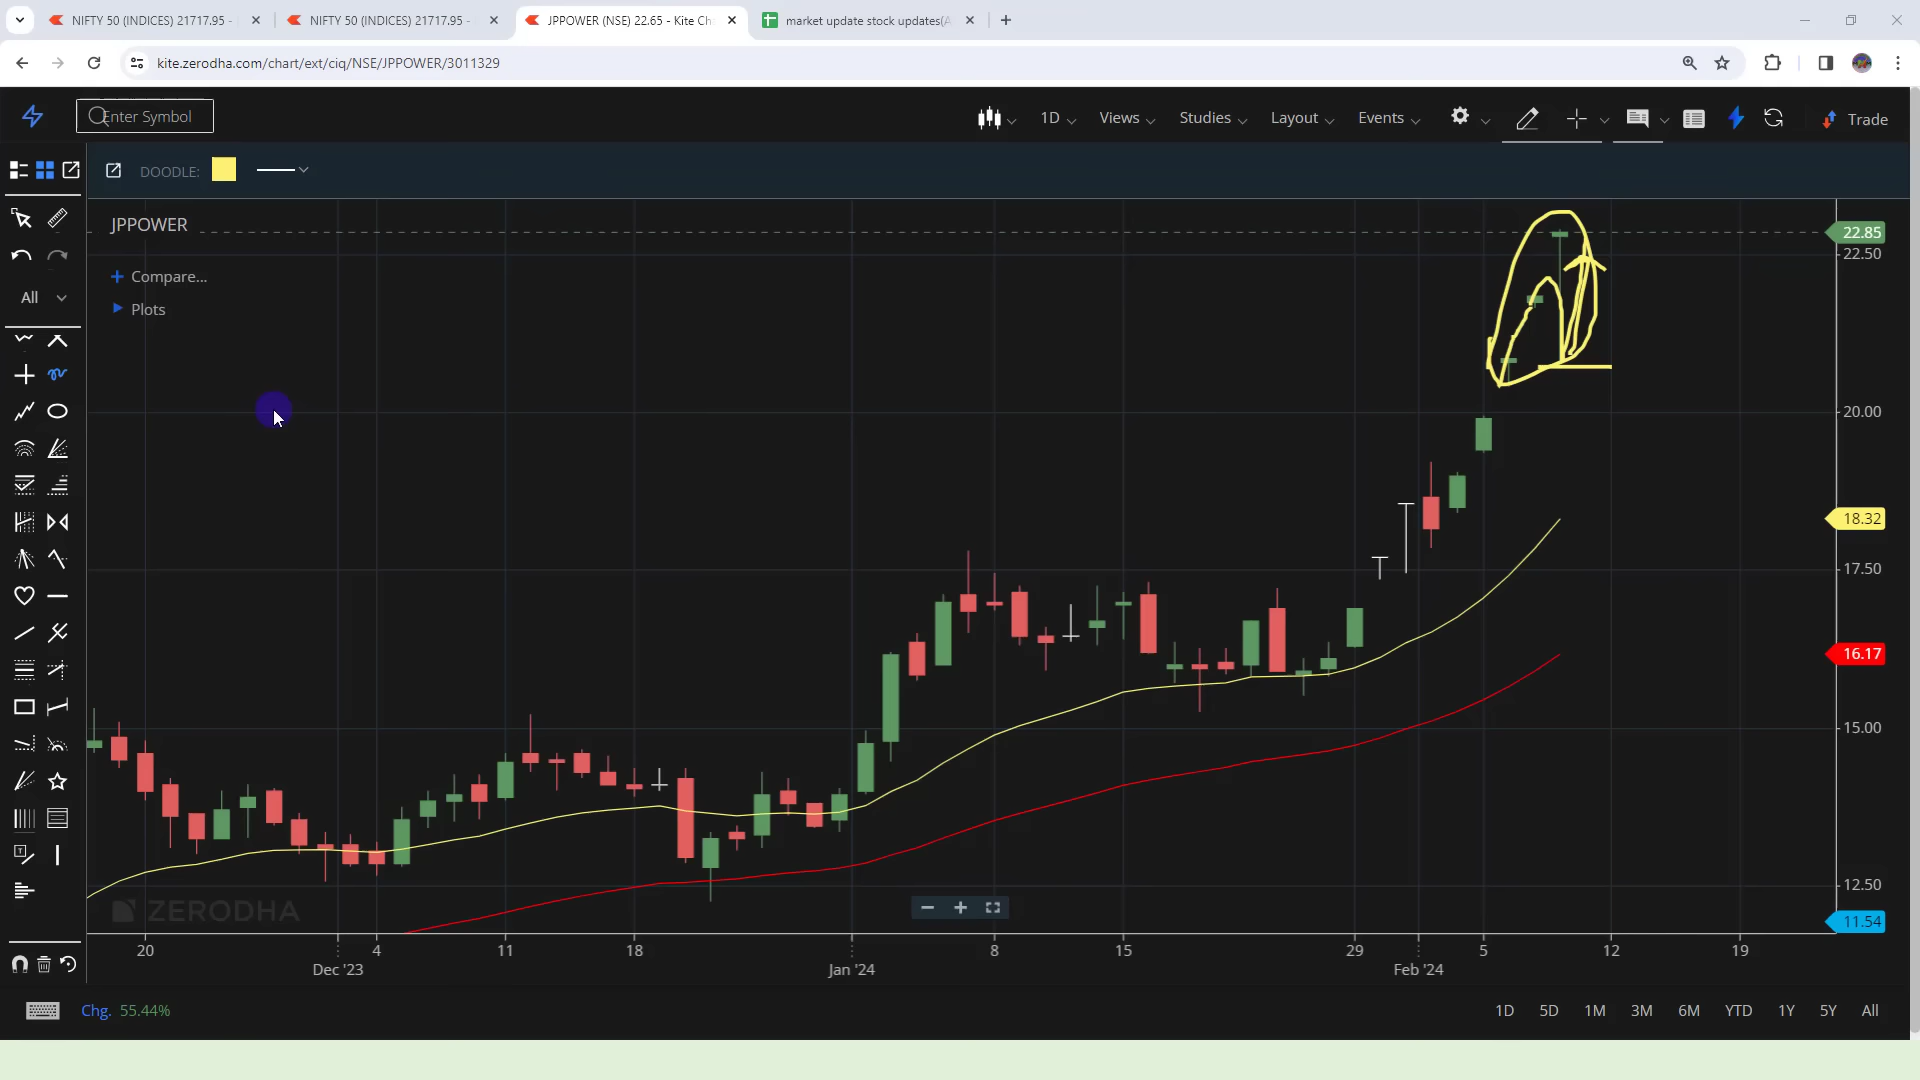 NIFTY 50 (INDICES) 21717.95 -
NIFTY 50 (INDICES) 21717.95 -
JPPOWER (NSE) 22.65 - Kite Ch
market update stock updates(A
kite.zerodha.com/chart/ext/ciq/NSE/JPPOWER/3011329
Enter Symbol
1D
Views
Studies
Layout
Events
Trade
DOODLE:
JPPOWER
Compare...
Plots
All
22.85
22.50
20.00
18.32
17.50
16.17
15.00
12.50
11.54
ZERODHA
20 4 11 18 8 15 29 5 12 19
Dec '23 Jan '24 Feb '24
Chg. 55.44%
1D 5D 1M 3M 6M YTD 1Y 5Y All